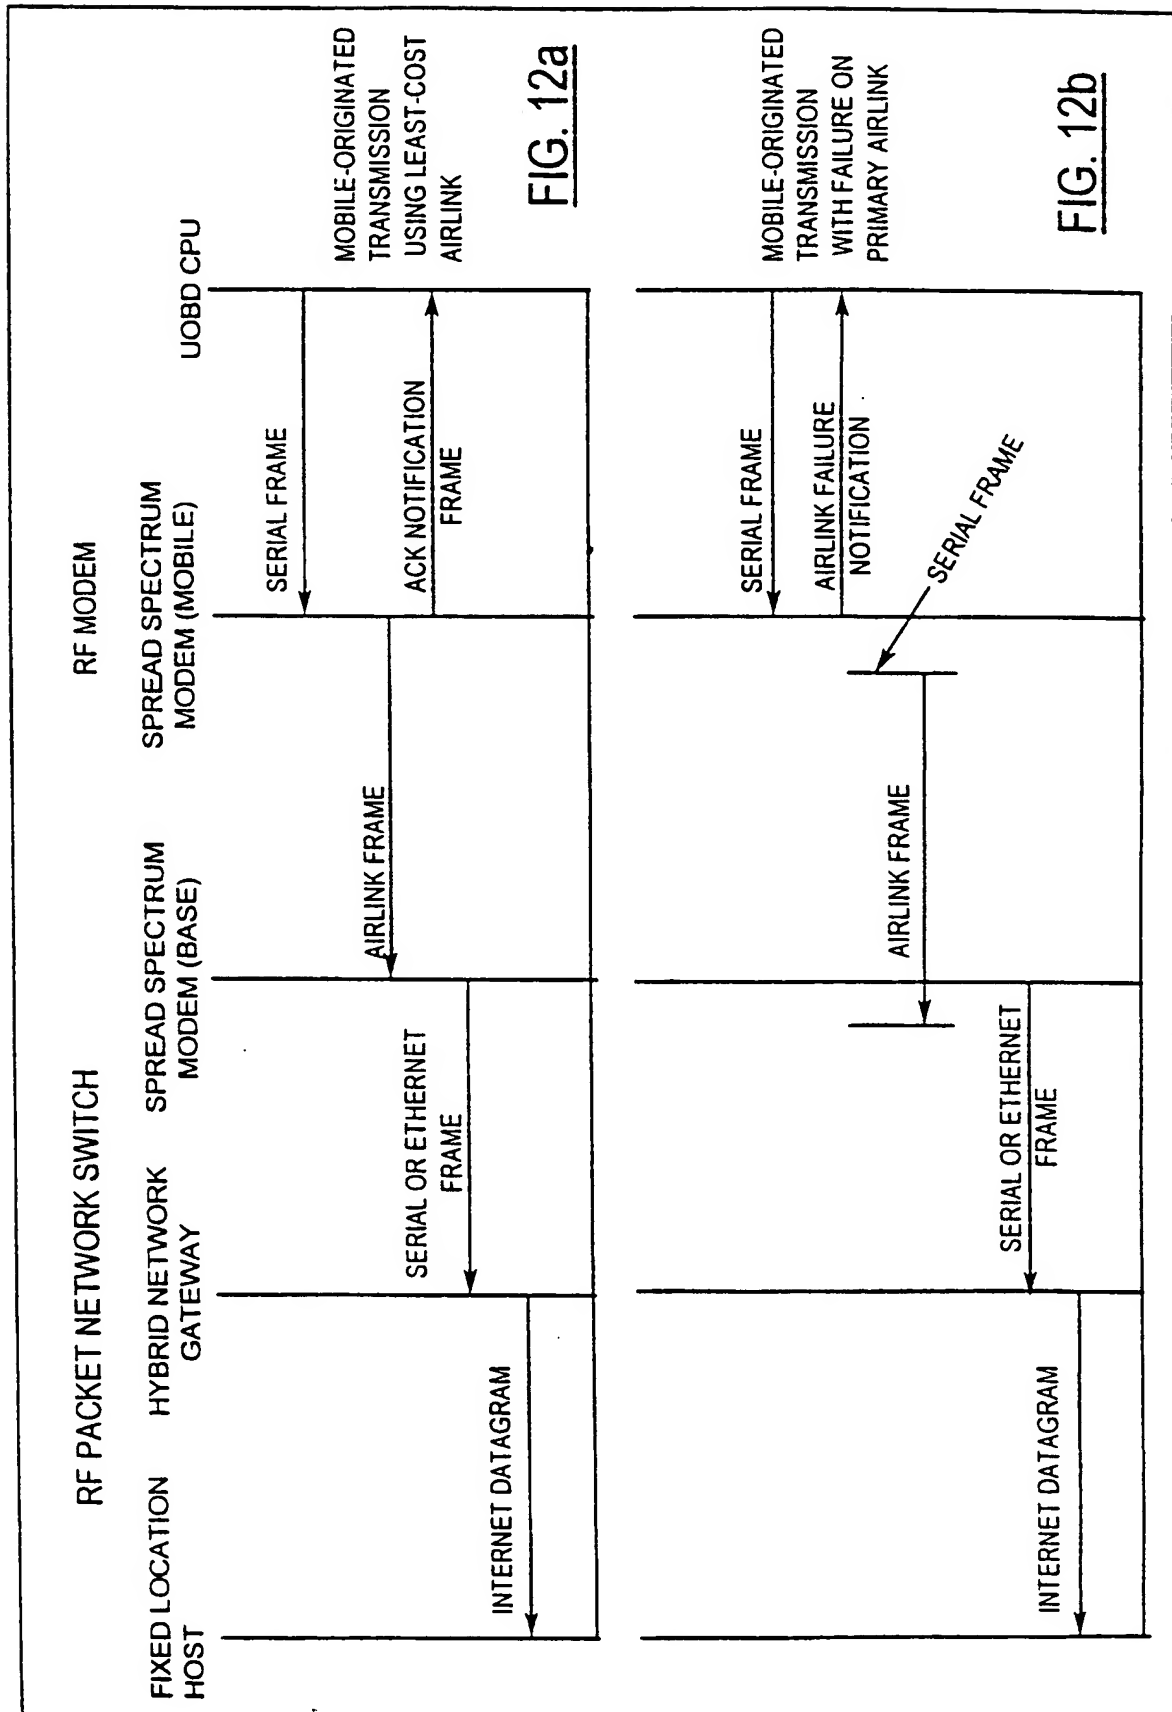 RF PACKET NETWORK SWITCH
RF MODEM
FIXED LOCATION
HOST
HYBRID NETWORK
GATEWAY
SPREAD SPECTRUM
MODEM (BASE)
SPREAD SPECTRUM
MODEM (MOBILE)
UOBD CPU
SERIAL FRAME
AIRLINK FRAME
ACK NOTIFICATION
FRAME
SERIAL OR ETHERNET
FRAME
INTERNET DATAGRAM
MOBILE-ORIGINATED
TRANSMISSION
USING LEAST-COST
AIRLINK
FIG. 12a
SERIAL FRAME
AIRLINK FAILURE
NOTIFICATION
SERIAL FRAME
AIRLINK FRAME
SERIAL OR ETHERNET
FRAME
INTERNET DATAGRAM
MOBILE-ORIGINATED
TRANSMISSION
WITH FAILURE ON
PRIMARY AIRLINK
FIG. 12b